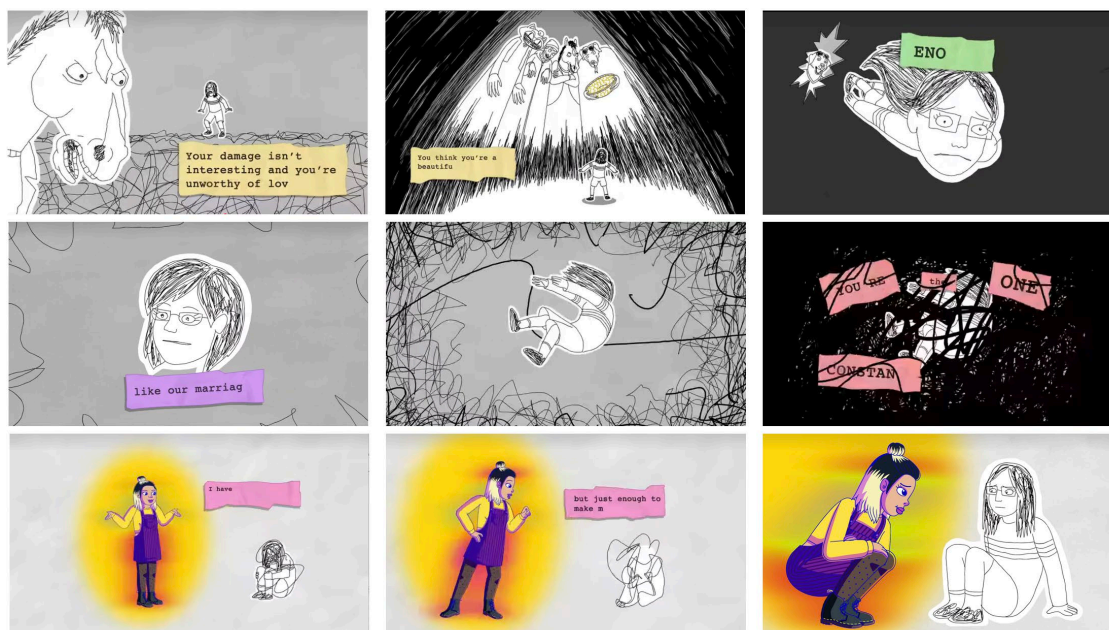 Your damage isn't
interesting and you're
unworthy of lov
You think you're a
beautifu
ENO
like our marriag
YOU'RE the ONE
CONSTAN
I have
but just enough to
make m